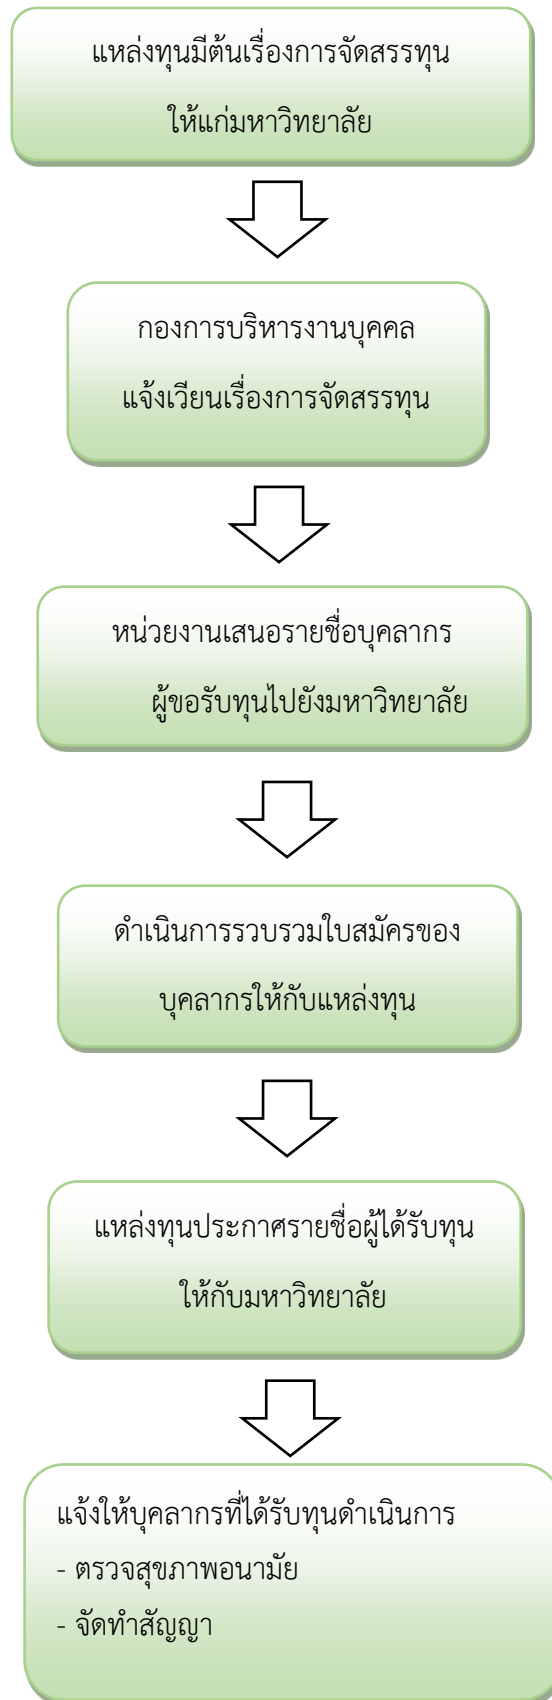 แหล่งทุนมีต้นเรื่องการจัดสรรทุน
ให้แก่มหาวิทยาลัย
กองการบริหารงานบุคคล
แจ้งเวียนเรื่องการจัดสรรทุน
หน่วยงานเสนอรายชื่อบุคลากร
ผู้ขอรับทุนไปยังมหาวิทยาลัย
ดำเนินการรวบรวมใบสมัครของ
บุคลากรให้กับแหล่งทุน
แหล่งทุนประกาศรายชื่อผู้ได้รับทุน
ให้กับมหาวิทยาลัย
แจ้งให้บุคลากรที่ได้รับทุนดำเนินการ
- ตรวจสุขภาพอนามัย
- จัดทำสัญญา